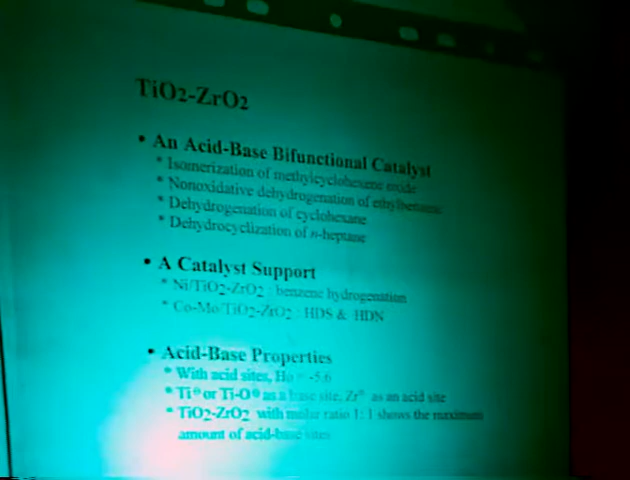 TiO2-ZrO2
• An Acid-Base Bifunctional Catalyst
* Isomerization of methylcyclohexene oxide
* Nonoxidative dehydrogenation of ethylbenzene
* Dehydrogenation of cyclohexane
* Dehydrocyclization of n-heptane
• A Catalyst Support
* Ni/TiO2-ZrO2 : benzene hydrogenation
* Co-Mo/TiO2-ZrO2 : HDS & HDN
• Acid-Base Properties
* With acid sites, Ho = -5.6
* or as a base site, as an acid site
* TiO2-ZrO2 with molar ratio 1: 1 shows the maximum
amount of acid-base sites